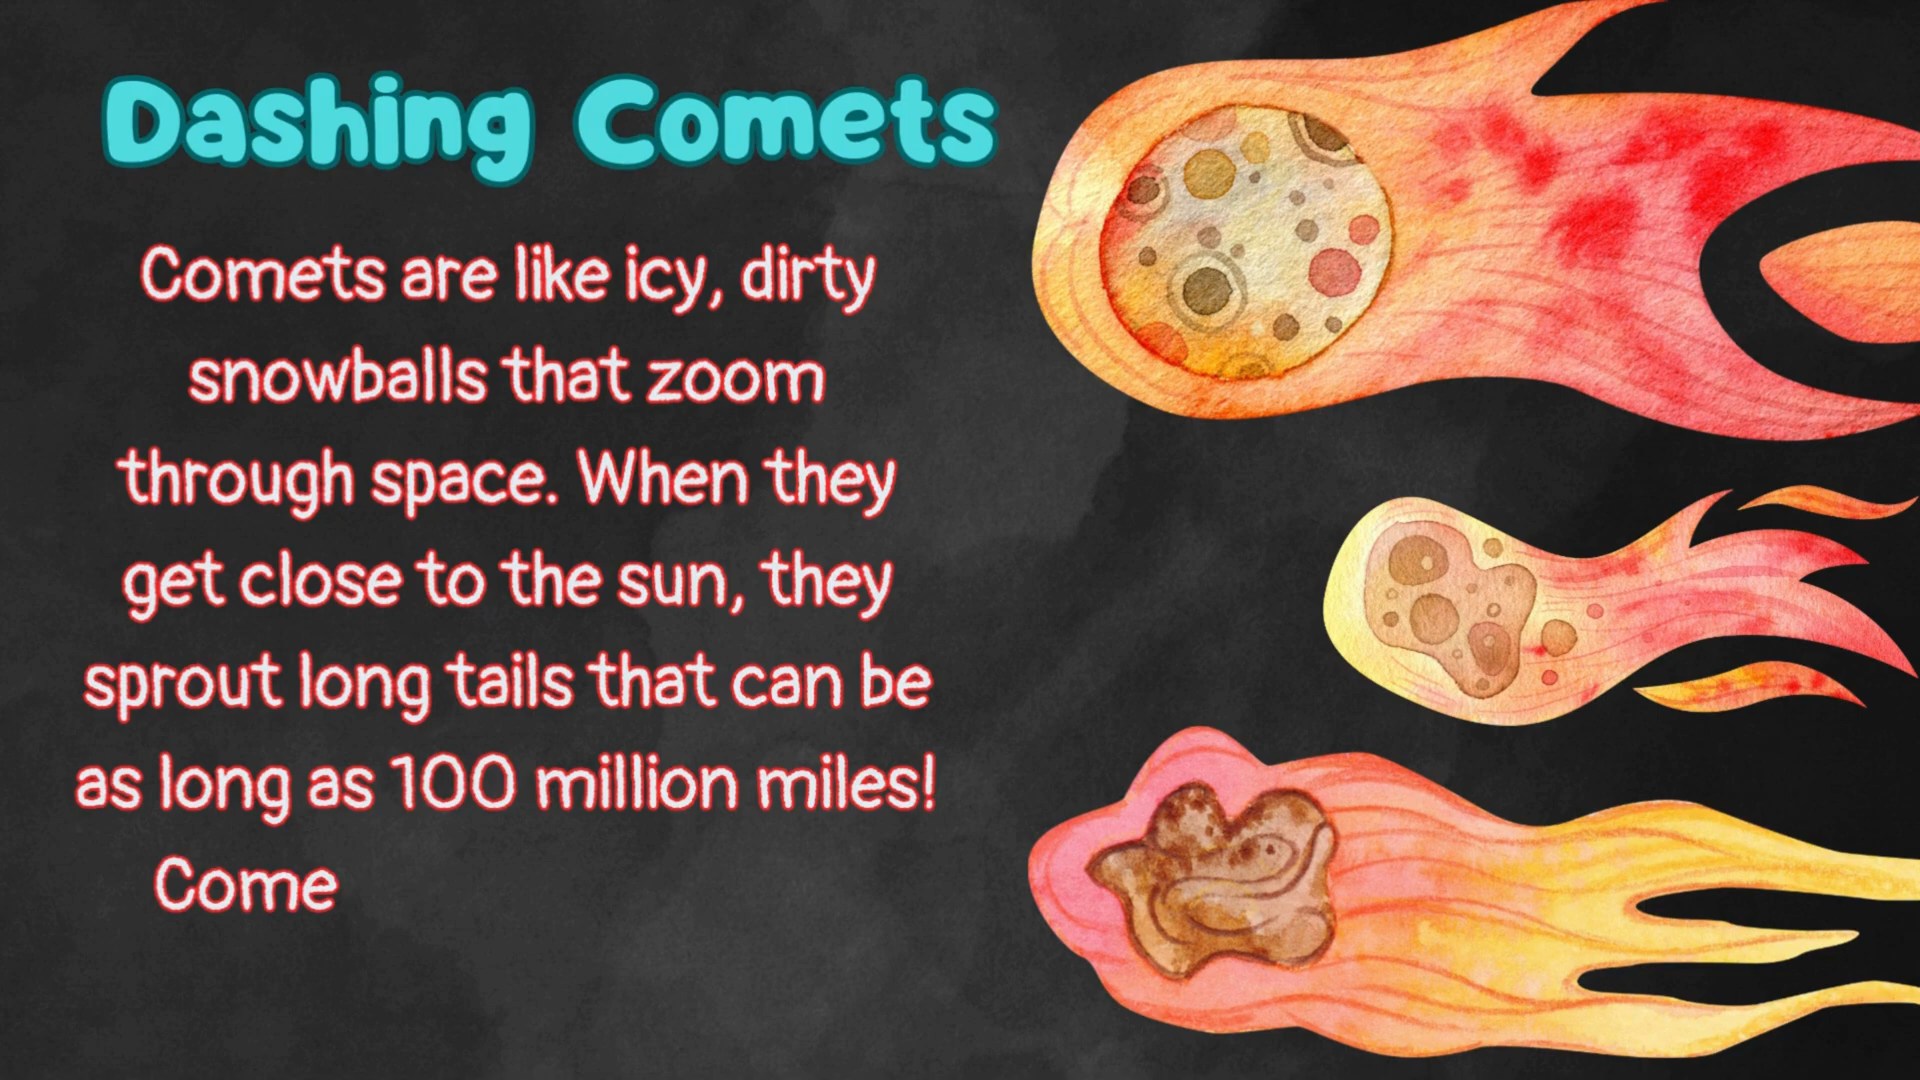 Dashing Comets
Comets are like icy, dirty
snowballs that zoom
through space. When they
get close to the sun, they
sprout long tails that can be
as long as 100 million miles!
Come